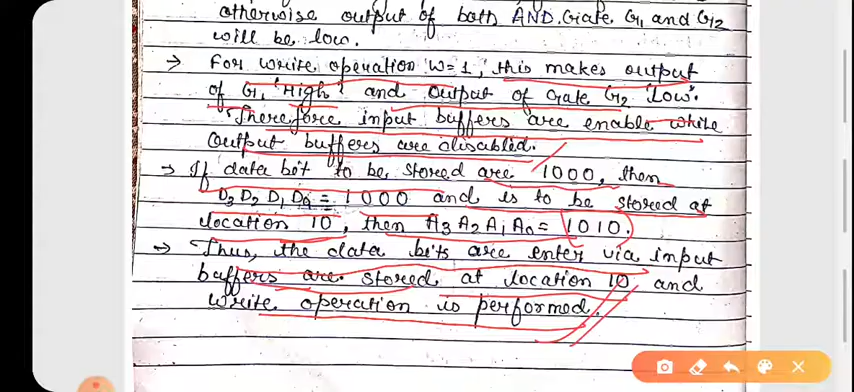 otherwise output of both AND Gate G1 and G2
will be low.
→ For write operation W=1, this makes output
of G1 'High' and output of Gate G2 'Low'.
Therefore input buffers are enable while
output buffers are disabled.
→ If data bit to be stored are 1000, then
D3 D2 D1 D0 = 1000 and is to be stored at
location 10, then A3 A2 A1 A0 = 1010.
→ Thus, the data bits are enter via input
buffers are stored at location 10 and
write operation is performed.